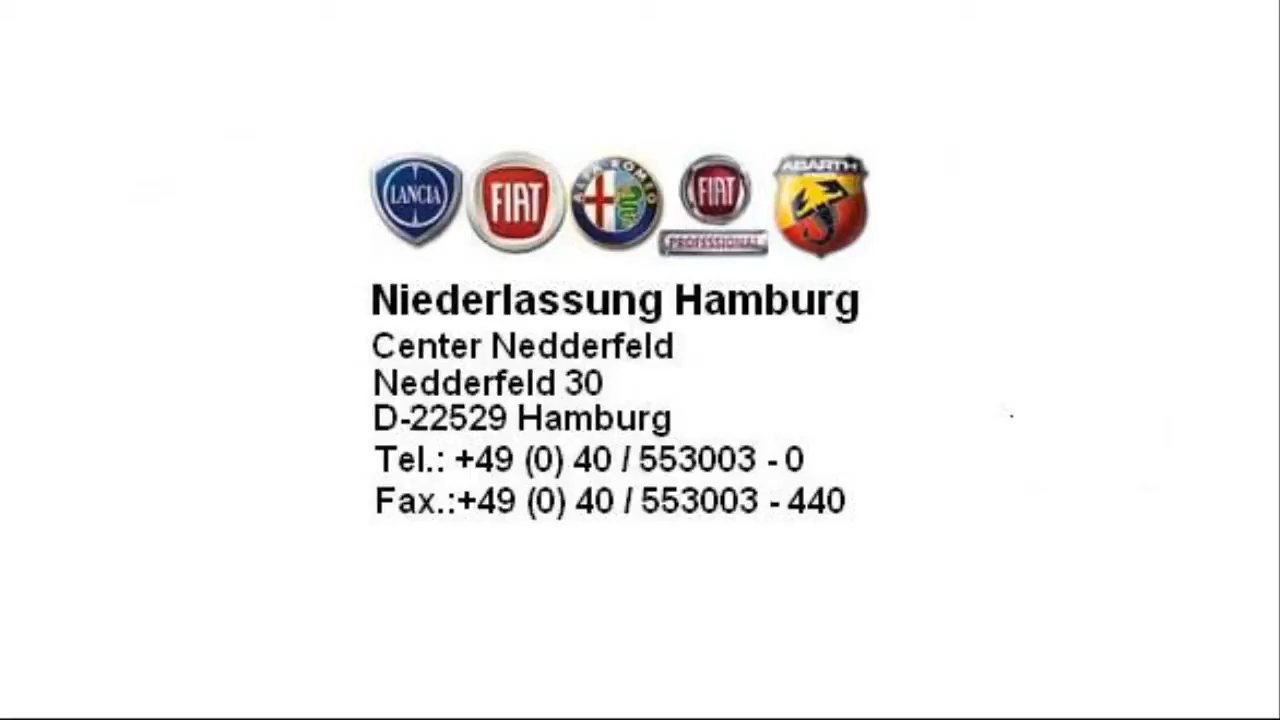 LANCIA FIAT ALFA ROMEO FIAT ABARTH
PROFESSIONAL
Niederlassung Hamburg
Center Nedderfeld
Nedderfeld 30
D-22529 Hamburg
Tel.: +49 (0) 40 / 553003 - 0
Fax.:+49 (0) 40 / 553003 - 440